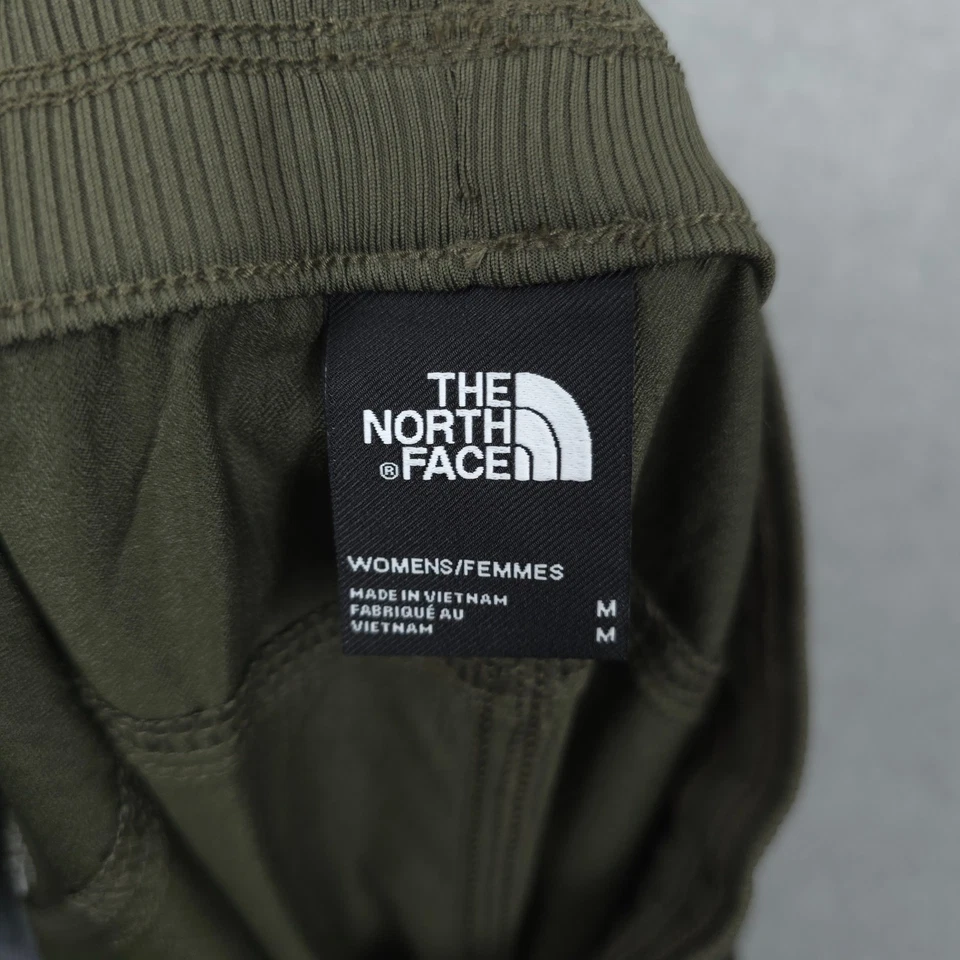 THE
NORTH
® FACE
WOMENS/FEMMES
MADE IN VIETNAM M
FABRIQUÉ AU
VIETNAM M